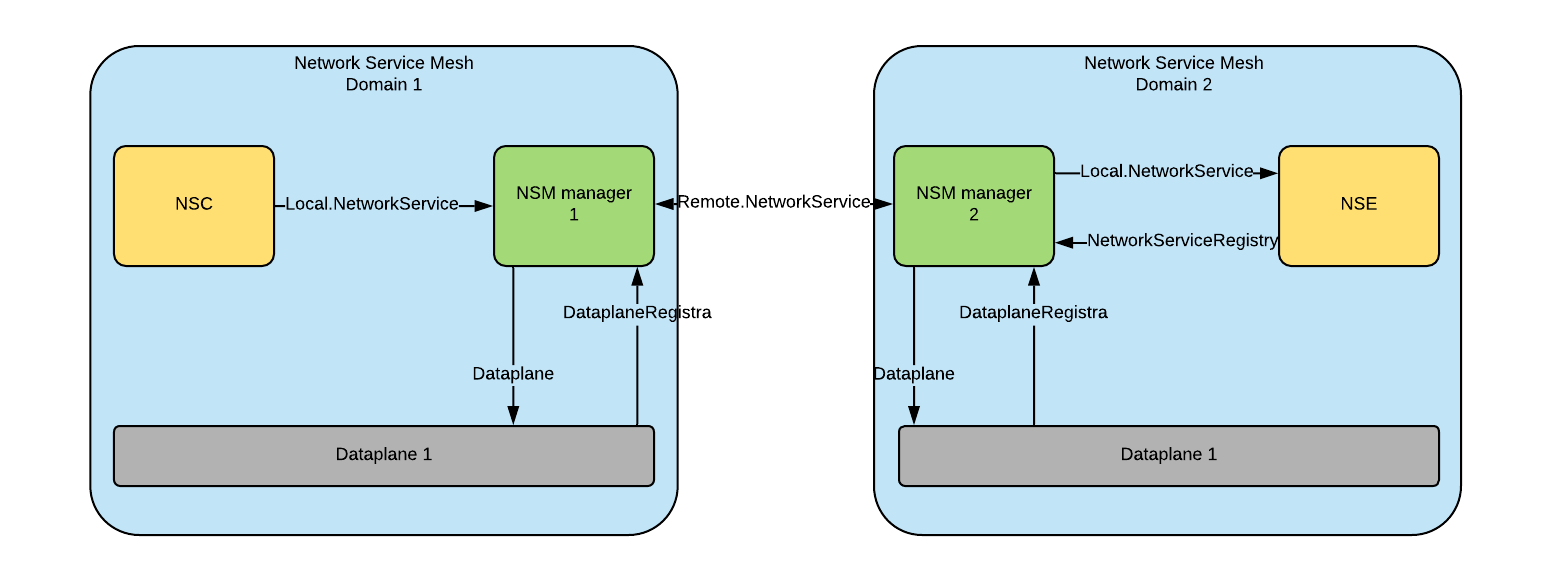 Network Service Mesh
Domain 1
NSC
Local.NetworkService
NSM manager
1
DataplaneRegistra
Dataplane
Dataplane 1
Remote.NetworkService
Network Service Mesh
Domain 2
NSM manager
2
Local.NetworkService
NetworkServiceRegistry
NSE
DataplaneRegistra
Dataplane
Dataplane 1